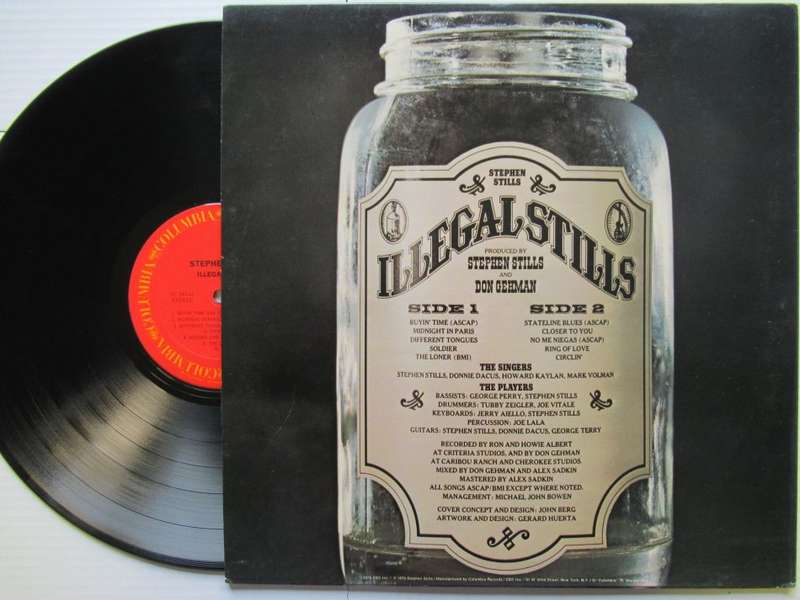 STEPHEN
STILLS
ILLEGAL STILLS
PRODUCED BY
STEPHEN STILLS
AND
DON GEHMAN
SIDE 1
BUYIN' TIME (ASCAP)
MIDNIGHT IN PARIS
DIFFERENT TONGUES
SOLDIER
THE LONER (BMI)
SIDE 2
STATELINE BLUES (ASCAP)
CLOSER TO YOU
NO ME NIEGAS (ASCAP)
RING OF LOVE
CIRCLIN'
THE SINGERS
STEPHEN STILLS, DONNIE DACUS, HOWARD KAYLAN, MARK VOLMAN
THE PLAYERS
BASSISTS: GEORGE PERRY, STEPHEN STILLS
DRUMMERS: TUBBY ZEIGLER, JOE VITALE
KEYBOARDS: JERRY AIELLO, STEPHEN STILLS
PERCUSSION: JOE LALA
GUITARS: STEPHEN STILLS, DONNIE DACUS, GEORGE TERRY
RECORDED BY RON AND HOWIE ALBERT
AT CRITERIA STUDIOS, AND BY DON GEHMAN
AT CARIBOU RANCH AND CHEROKEE STUDIOS.
MIXED BY DON GEHMAN AND ALEX SADKIN
MASTERED BY ALEX SADKIN
ALL SONGS ASCAP/BMI EXCEPT WHERE NOTED.
MANAGEMENT: MICHAEL JOHN BOWEN
COVER CONCEPT AND DESIGN: JOHN BERG
ARTWORK AND DESIGN: GERARD HUERTA
COLUMBIA
COLUMBIA
COLUMBIA
STEPHE
ILLEGA
STEREO